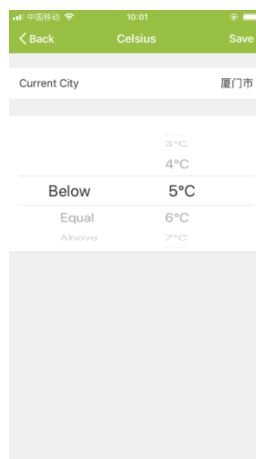 中国移动 10:01
Back Celsius Save
Current City 厦门市
3°C
4°C
Below 5°C
Equal 6°C
Above 7°C